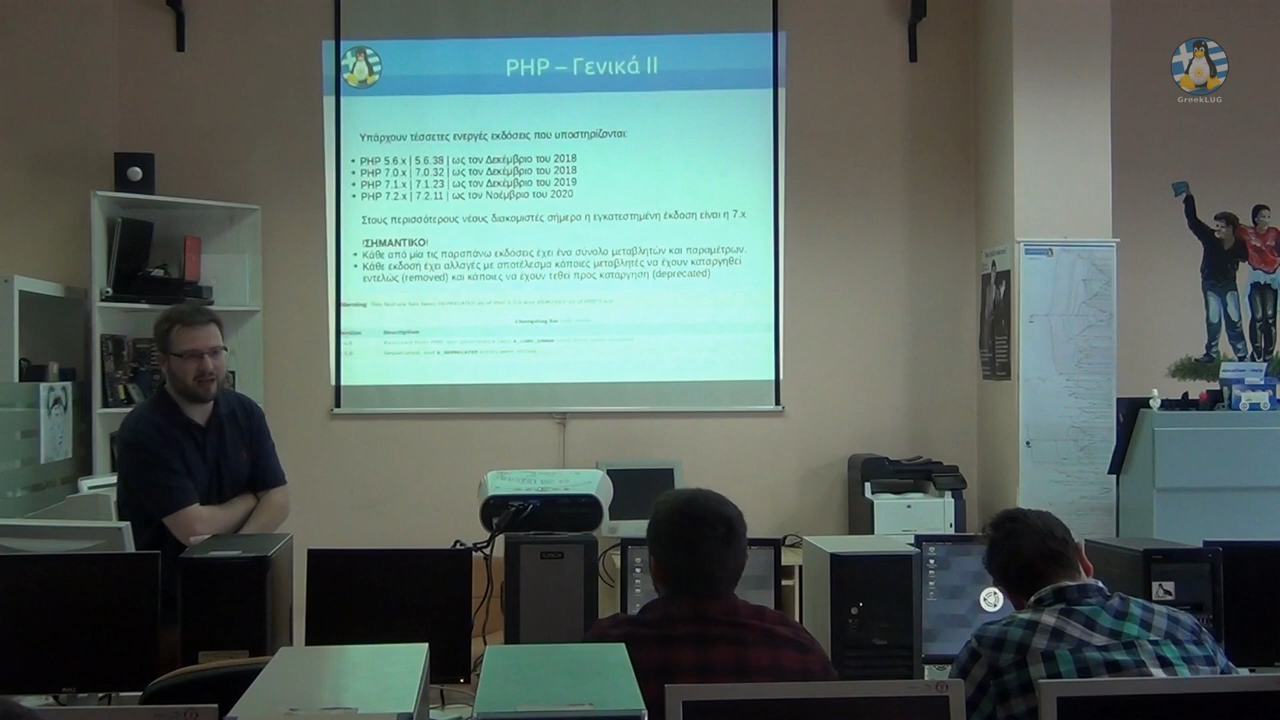 PHP – Γενικά II
GreekLUG
Υπάρχουν τέσσετες ενεργές εκδόσεις που υποστηρίζονται:
• PHP 5.6.x | 5.6.38 | ως τον Δεκέμβριο του 2018
• PHP 7.0.x | 7.0.32 | ως τον Δεκέμβριο του 2018
• PHP 7.1.x | 7.1.23 | ως τον Δεκέμβριο του 2019
• PHP 7.2.x | 7.2.11 | ως τον Νοέμβριο του 2020
Στους περισσότερους νέους διακομιστές σήμερα η εγκατεστημένη έκδοση είναι η 7.x
!ΣΗΜΑΝΤΙΚΟ!
• Κάθε από μία τις παραπάνω εκδόσεις έχει ένα σύνολο μεταβλητών και παραμέτρων.
• Κάθε εκδοση έχει αλλαγές με αποτέλεσμα κάποιες μεταβλητές να έχουν καταργηθεί
εντελώς (removed) και κάποιες να έχουν τεθεί προς κατάργηση (deprecated)
Description